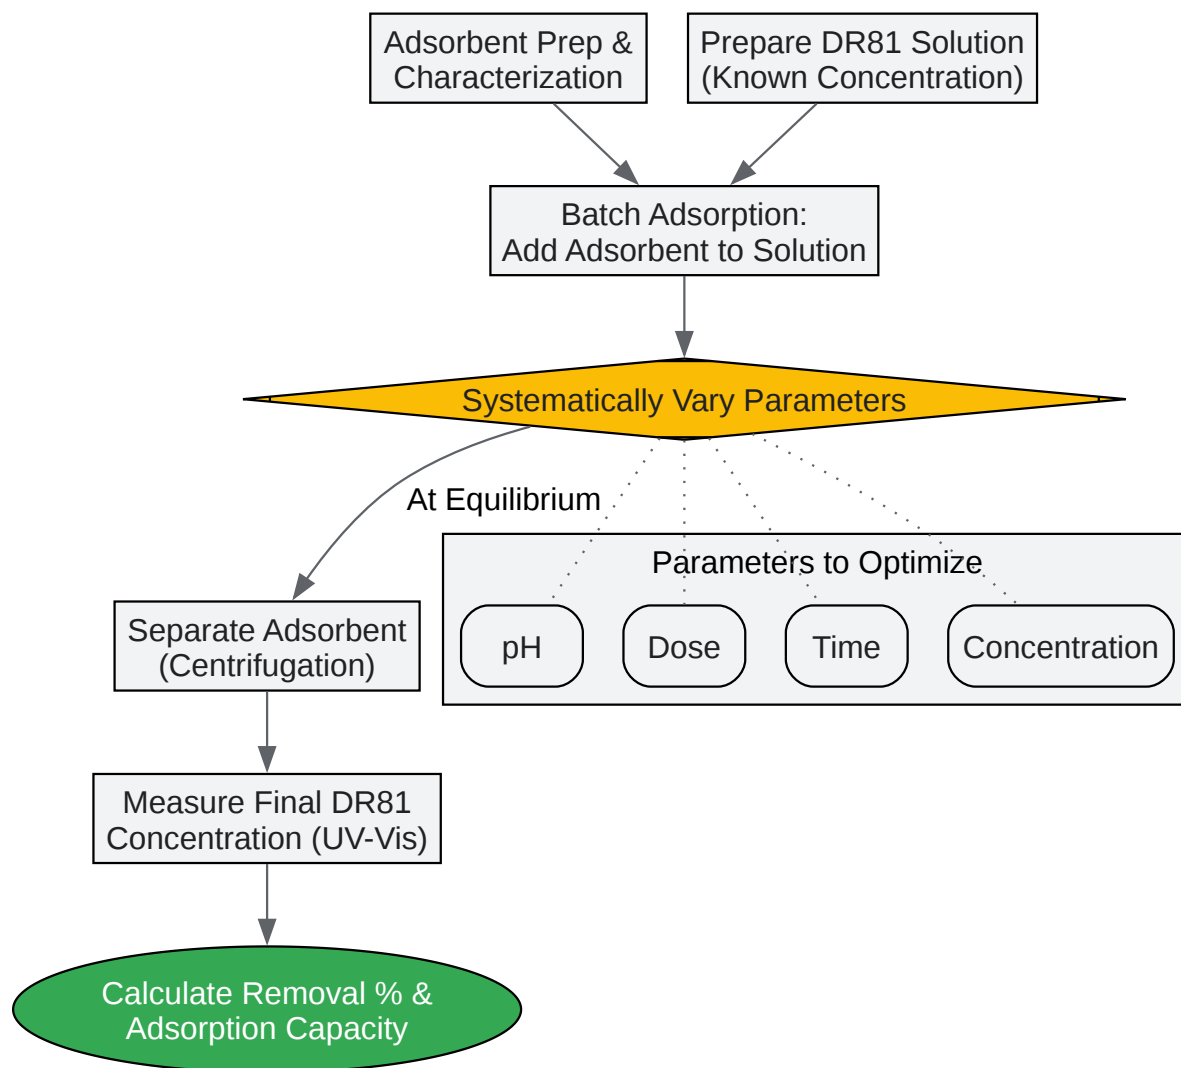 Adsorbent Prep &
Characterization
Prepare DR81 Solution
(Known Concentration)
Batch Adsorption:
Add Adsorbent to Solution
Systematically Vary Parameters
At Equilibrium
Parameters to Optimize
pH
Dose
Time
Concentration
Separate Adsorbent
(Centrifugation)
Measure Final DR81
Concentration (UV-Vis)
Calculate Removal % &
Adsorption Capacity